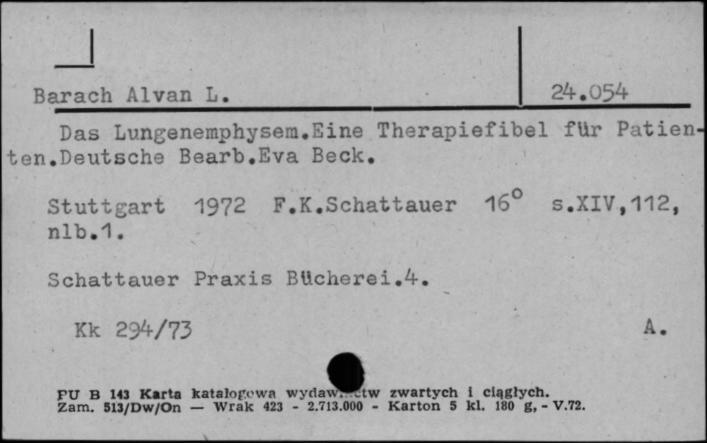 Barach Alvan L. 24.054
Das Lungenemphysem.Eine Therapiefibel für Patien-
ten.Deutsche Bearb.Eva Beck.
Stuttgart 1972 F.K.Schattauer 16° s.XIV,112,
nlb.1.
Schattauer Praxis Bücherei.4.
Kk 294/73 A.
PU B 143 Karta katalogowa zwartych i ciągłych.
Zam. 513/Dw/On — Wrak 423 - 2.713.000 - Karton 5 kl. 180 g, - V.72.